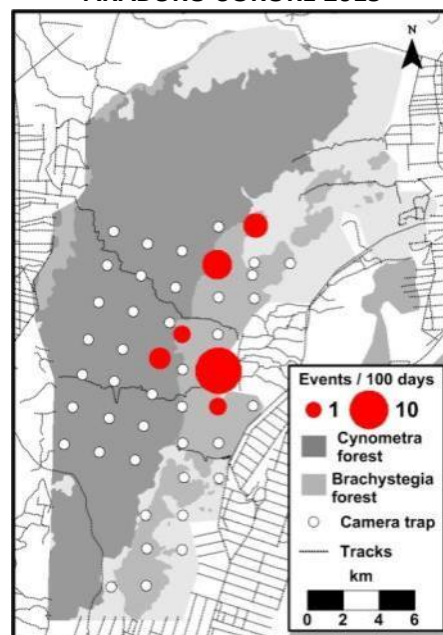 N
Events / 100 days
1 10
Cynometra
forest
Brachystegia
forest
Camera trap
Tracks
km
0 2 4 6